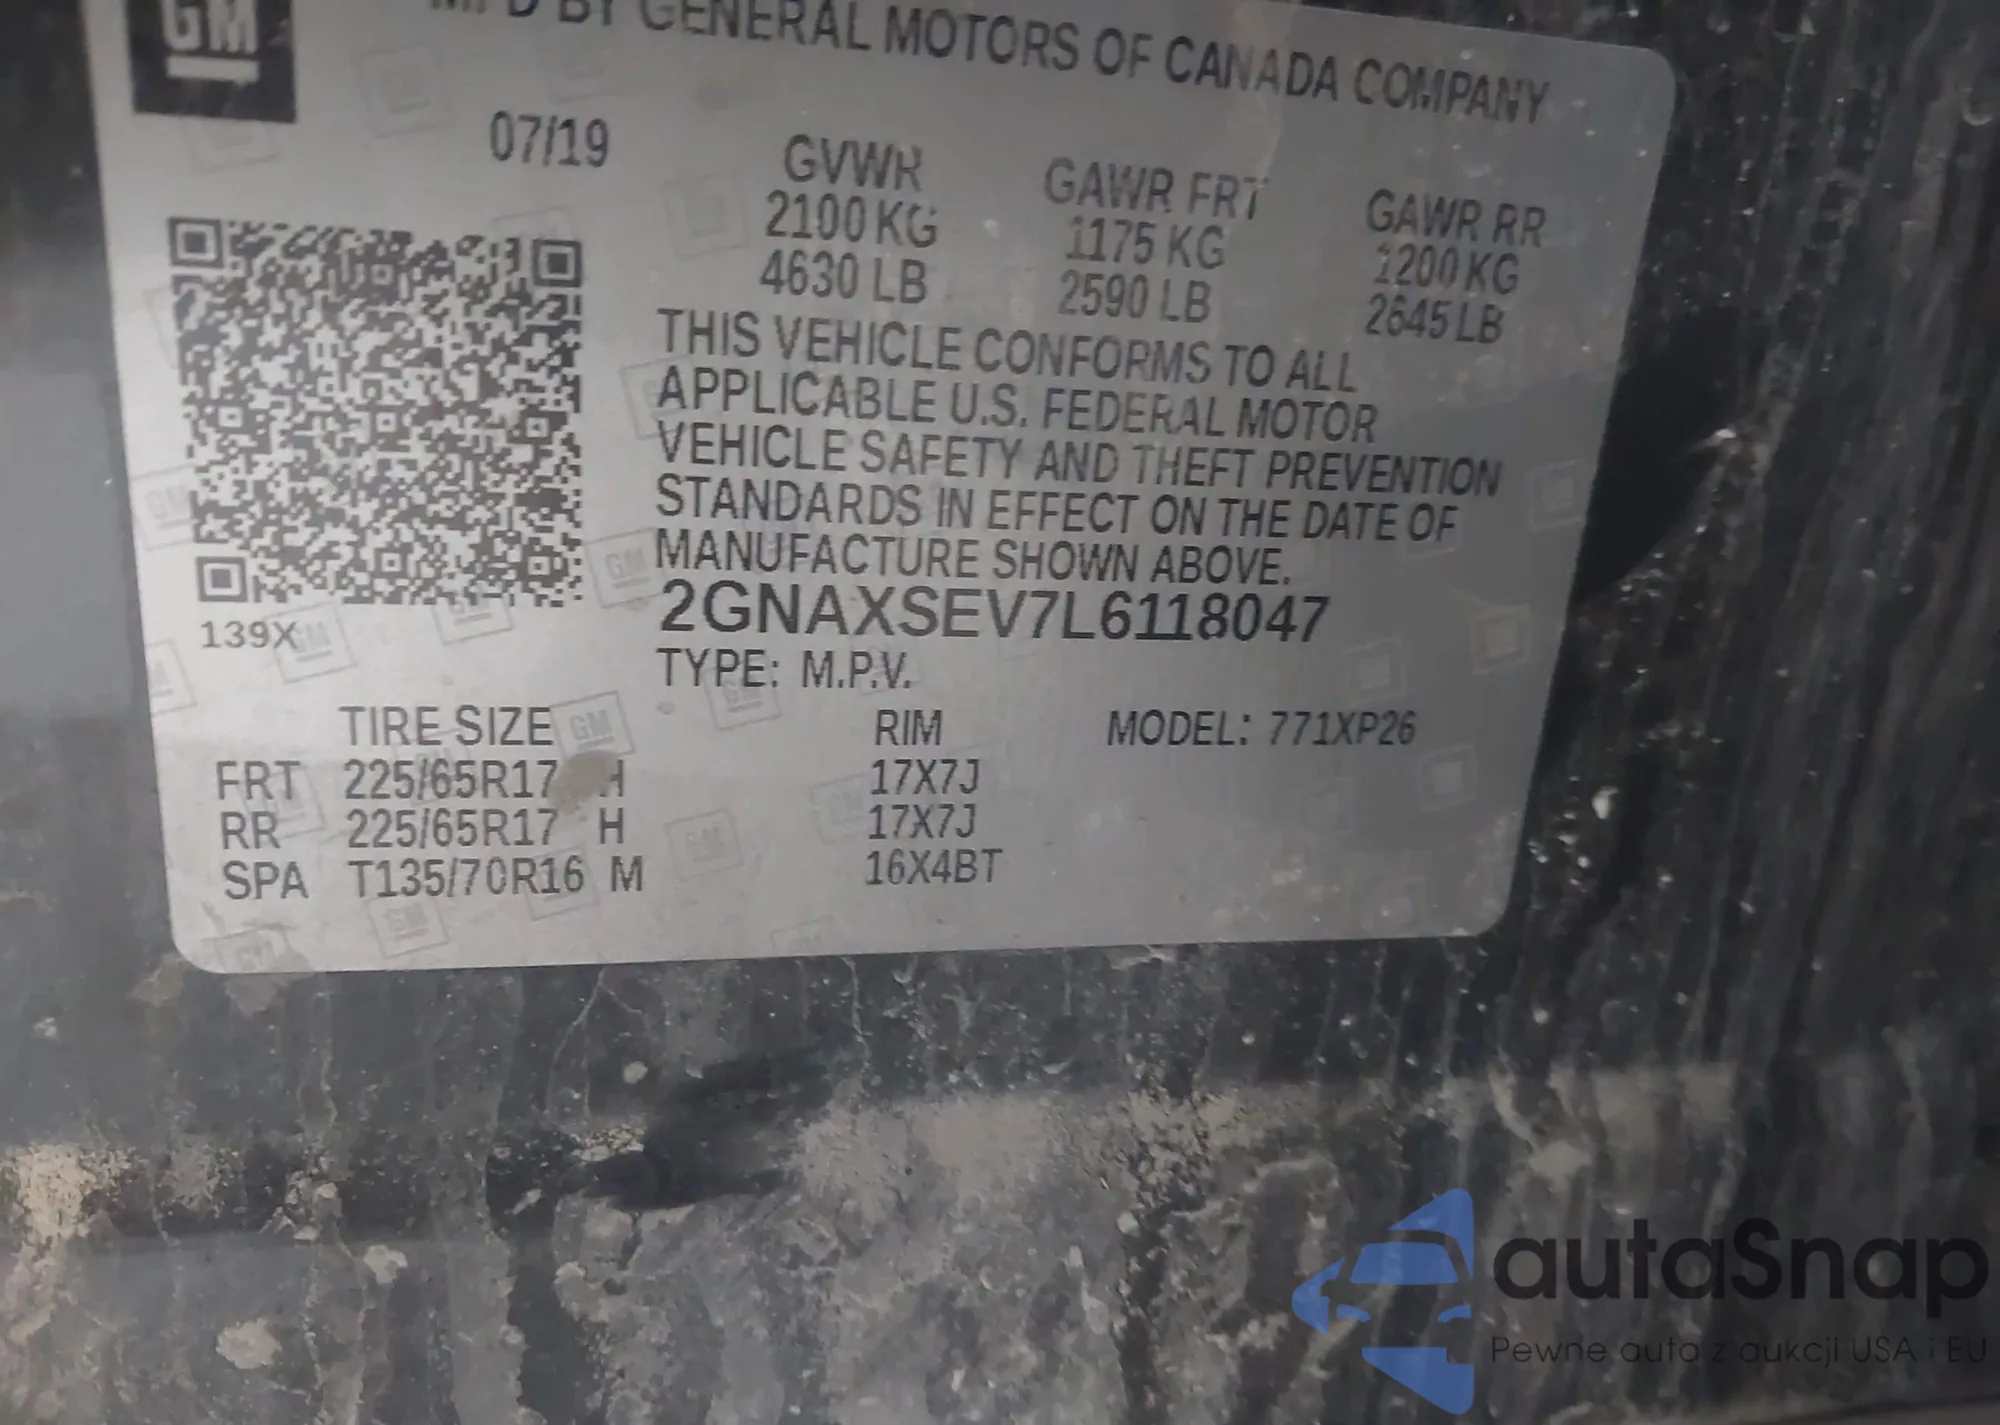 GM
MFD BY GENERAL MOTORS OF CANADA COMPANY
07/19
GVWR GAWR FRT GAWR RR
2100 KG 1175 KG 1200 KG
4630 LB 2590 LB 2645 LB
THIS VEHICLE CONFORMS TO ALL
APPLICABLE U.S. FEDERAL MOTOR
VEHICLE SAFETY AND THEFT PREVENTION
STANDARDS IN EFFECT ON THE DATE OF
MANUFACTURE SHOWN ABOVE.
2GNAXSEV7L6118047
139X
TYPE: M.P.V.
TIRE SIZE RIM MODEL: 771XP26
FRT 225/65R17 H 17X7J
RR 225/65R17 H 17X7J
SPA T135/70R16 M 16X4BT
autaSnap
Pewne auta z aukcji USA i EU